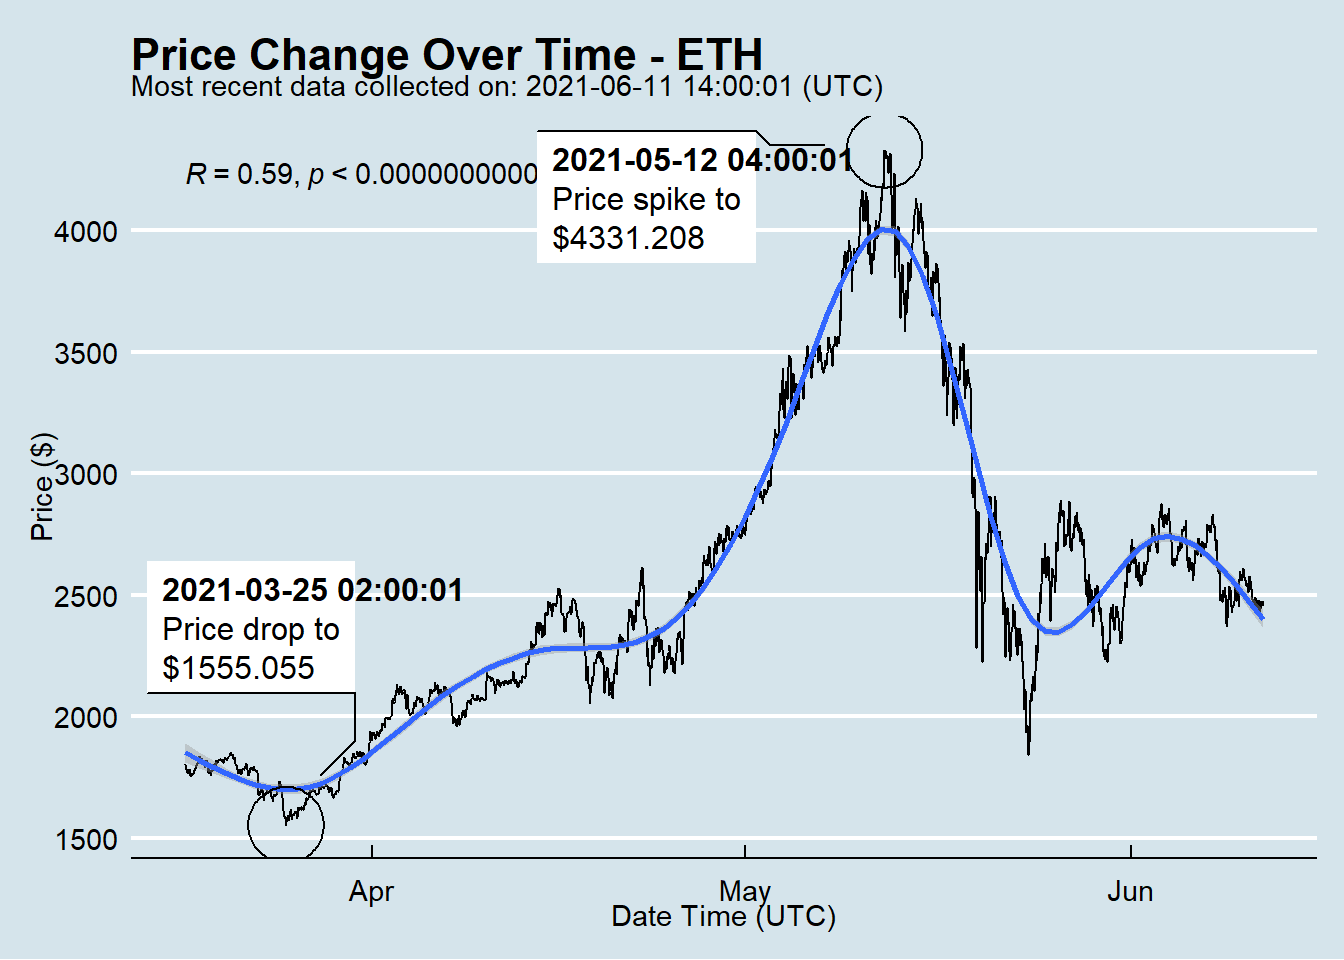 Price Change Over Time - ETH
Most recent data collected on: 2021-06-11 14:00:01 (UTC)
R = 0.59, p < 0.0000000000
2021-05-12 04:00:01
Price spike to
$4331.208
4000
3500
3000
2500
2000
1500
Price ($)
2021-03-25 02:00:01
Price drop to
$1555.055
Apr
May
Jun
Date Time (UTC)